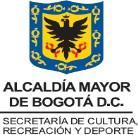 ALCALDÍA MAYOR
DE BOGOTÁ D.C.
SECRETARÍA DE CULTURA,
RECREACIÓN Y DEPORTE